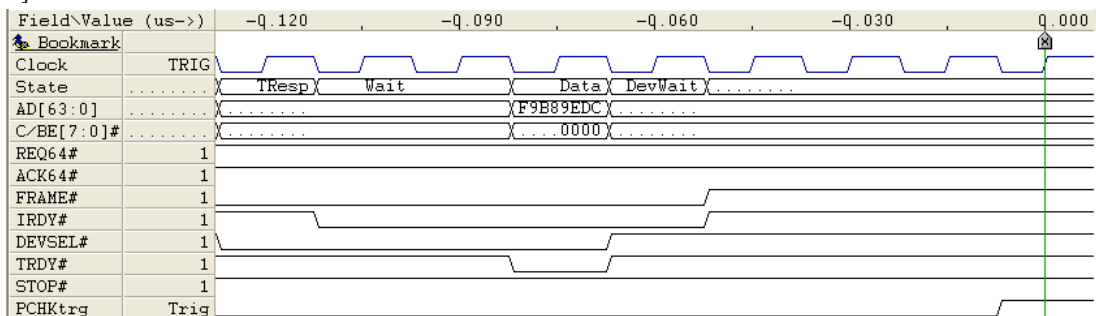 Field\Value (us->) -0.120 -0.090 -0.060 -0.030 0.000
Bookmark
Clock TRIG
State ........ TResp Wait Data DevWait ........
AD[63:0] ........ ........ F9B89EDC ........
C/BE[7:0]# ........ ........ ....0000 ........
REQ64# 1
ACK64# 1
FRAME# 1
IRDY# 1
DEVSEL# 1
TRDY# 1
STOP# 1
PCHKtrg Trig